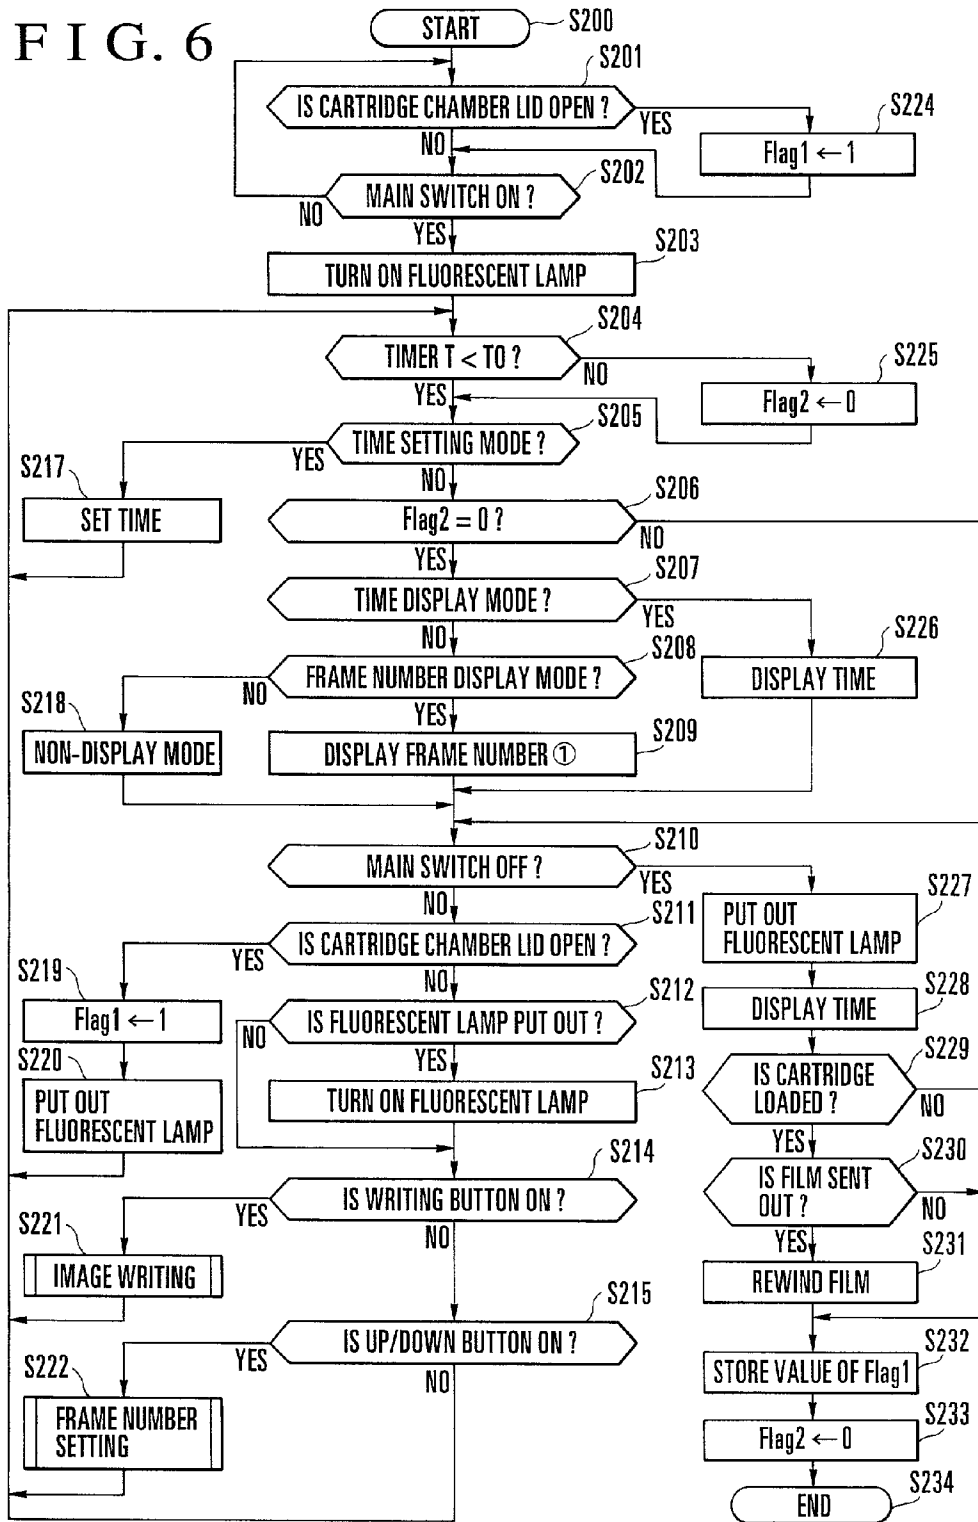 F I G. 6
START
S200
S201
IS CARTRIDGE CHAMBER LID OPEN ?
YES
S224
NO
Flag1 ← 1
S202
MAIN SWITCH ON ?
NO
YES
S203
TURN ON FLUORESCENT LAMP
S204
TIMER T < T0 ?
NO
S225
YES
Flag2 ← 0
S205
TIME SETTING MODE ?
YES
S217
NO
S206
SET TIME
Flag2 = 0 ?
NO
YES
S207
TIME DISPLAY MODE ?
YES
S226
NO
S208
FRAME NUMBER DISPLAY MODE ?
DISPLAY TIME
NO
S218
YES
S209
NON-DISPLAY MODE
DISPLAY FRAME NUMBER ①
S210
MAIN SWITCH OFF ?
YES
S227
NO
S211
PUT OUT
FLUORESCENT LAMP
IS CARTRIDGE CHAMBER LID OPEN ?
YES
S219
NO
S212
S228
Flag1 ← 1
IS FLUORESCENT LAMP PUT OUT ?
DISPLAY TIME
NO
S220
YES
S213
S229
PUT OUT
FLUORESCENT LAMP
TURN ON FLUORESCENT LAMP
IS CARTRIDGE
LOADED ?
NO
YES
S214
S230
IS WRITING BUTTON ON ?
IS FILM SENT
OUT ?
YES
NO
S221
NO
YES
S231
IMAGE WRITING
REWIND FILM
S215
IS UP/DOWN BUTTON ON ?
YES
S232
S222
NO
STORE VALUE OF Flag1
FRAME NUMBER
SETTING
S233
Flag2 ← 0
S234
END